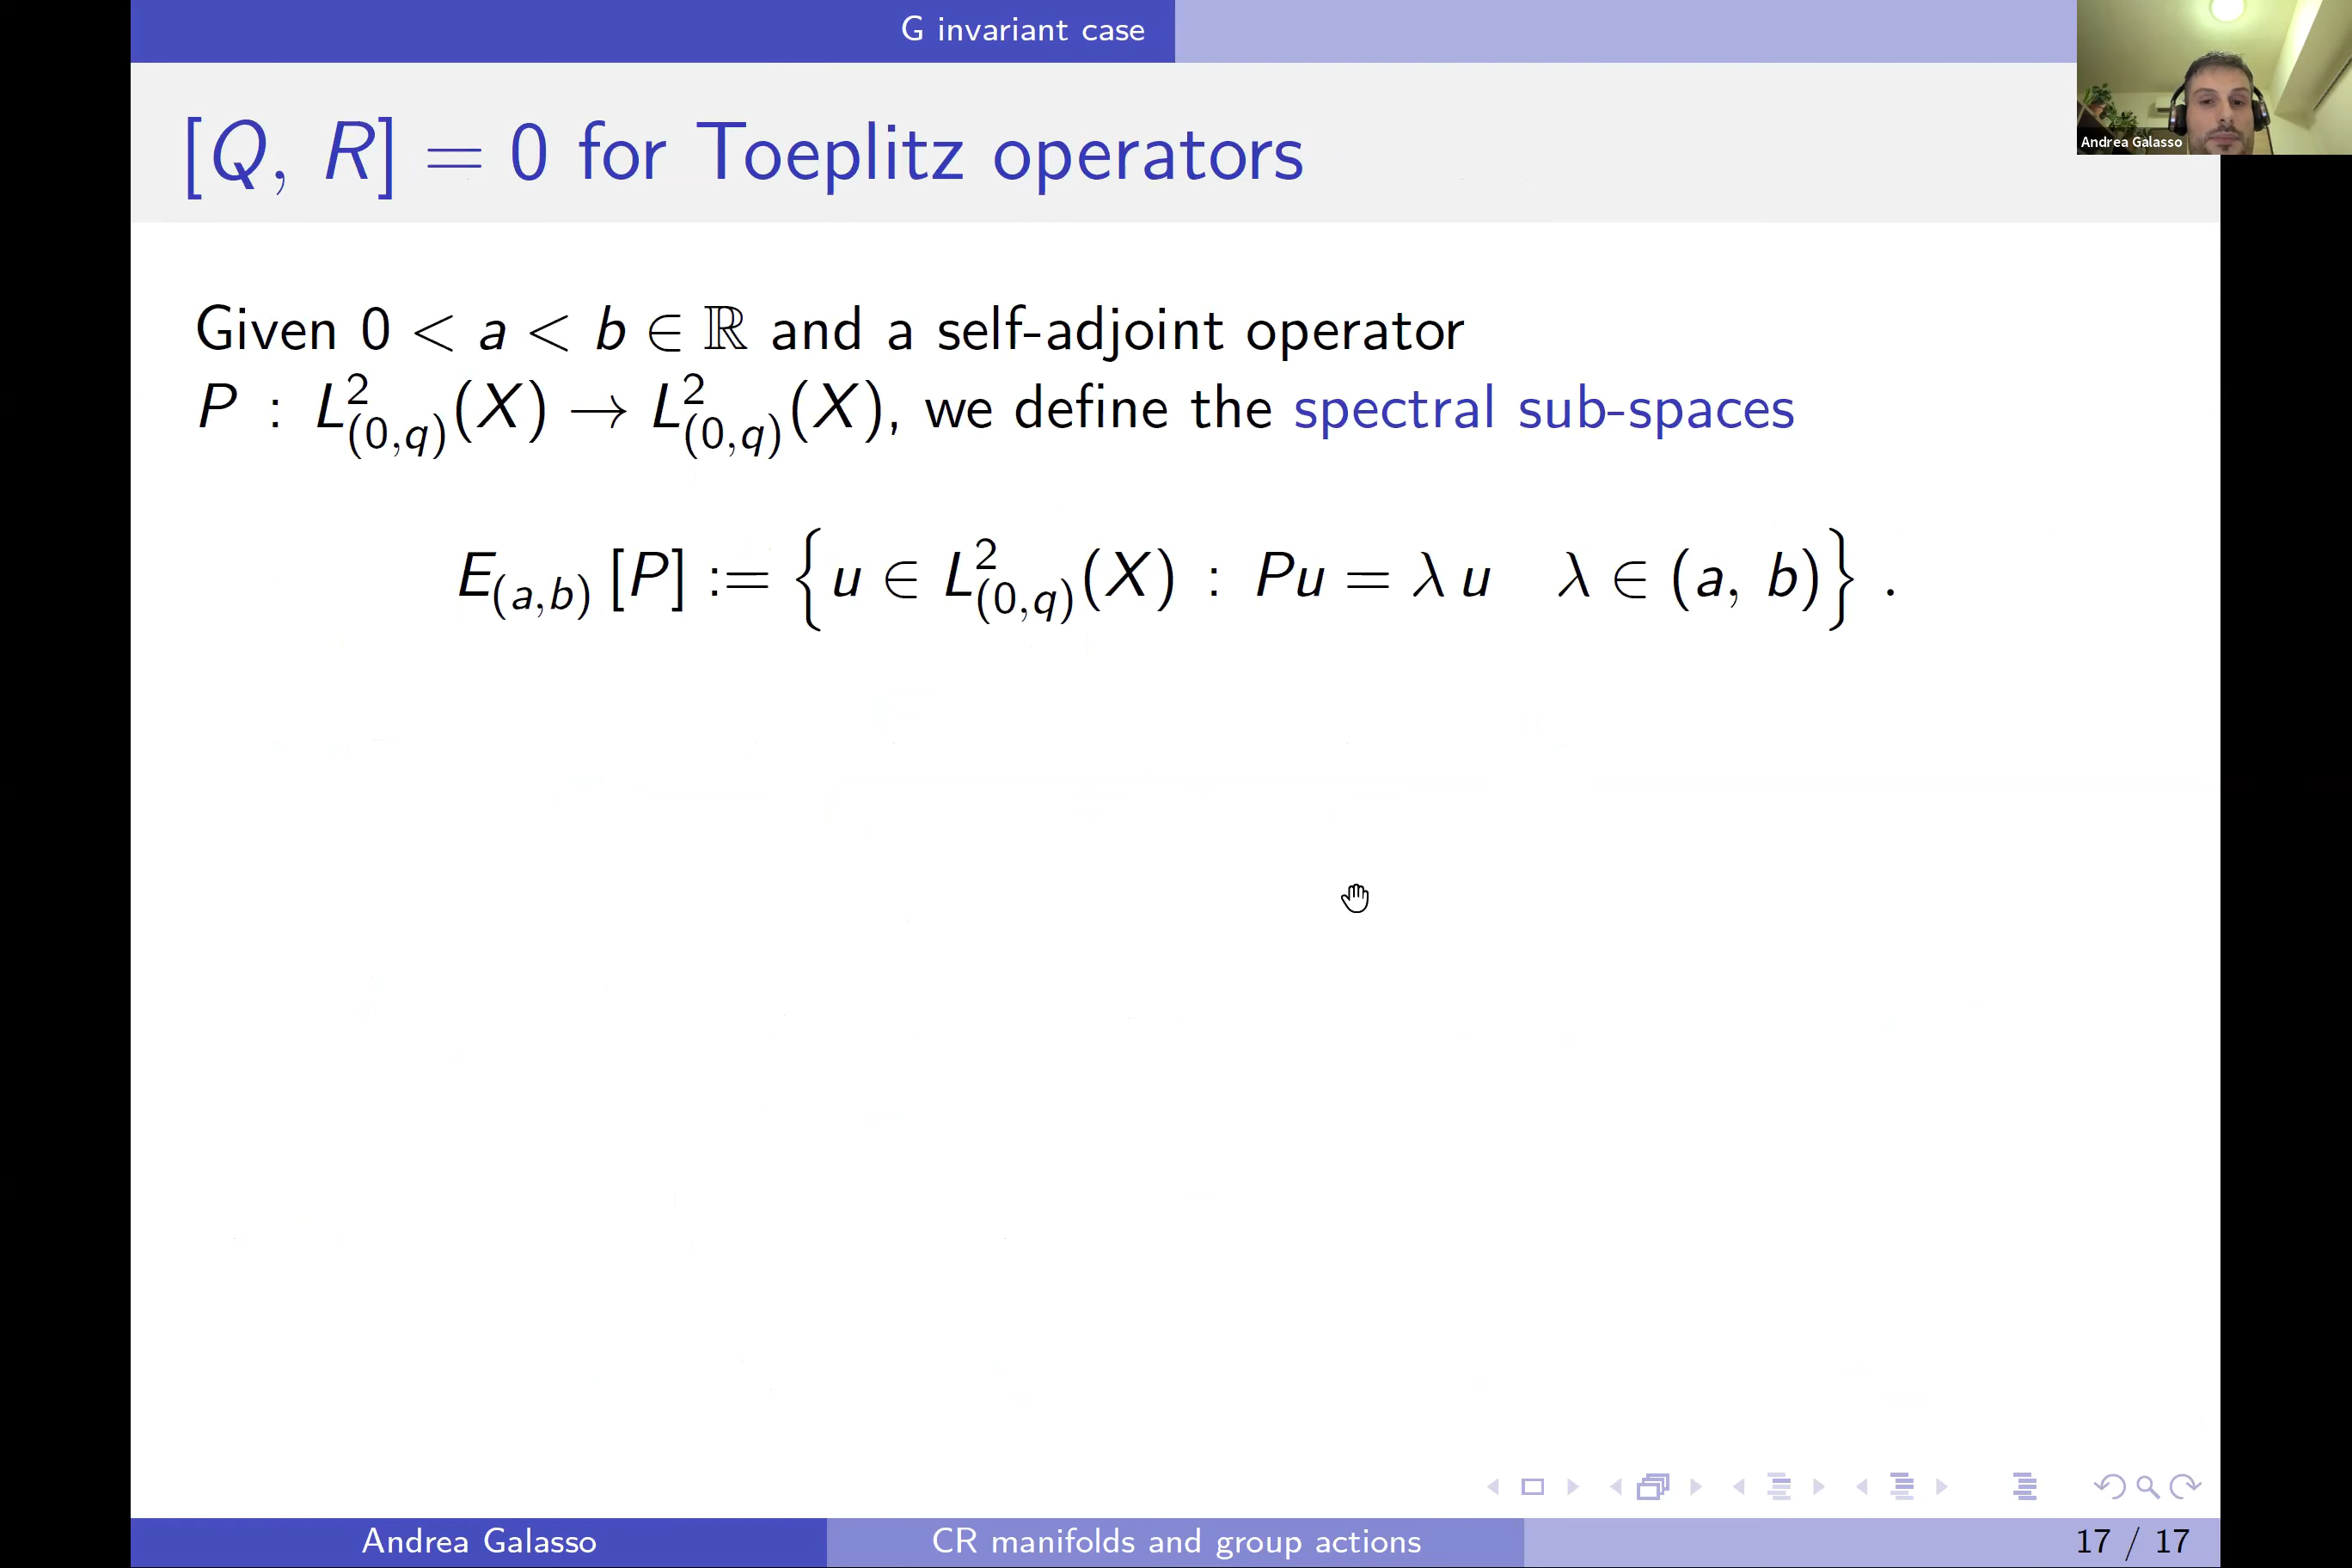 G invariant case
Andrea Galasso
[Q, R] = 0 for Toeplitz operators
Given 0 < a < b ∈ ℝ and a self-adjoint operator
P : L²₍₀,q₎(X) → L²₍₀,q₎(X), we define the spectral sub-spaces
E₍a,b₎ [P] := {u ∈ L²₍₀,q₎(X) : Pu = λ u λ ∈ (a, b)} .
Andrea Galasso
CR manifolds and group actions
17 / 17